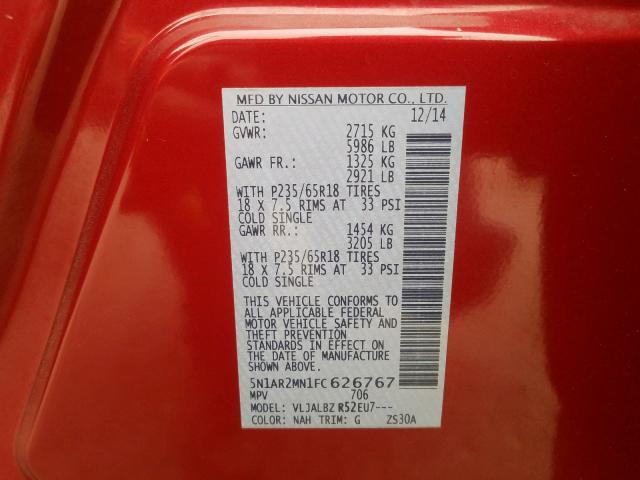 MFD BY NISSAN MOTOR CO., LTD.
DATE: 12/14
GVWR: 2715 KG
5986 LB
GAWR FR.: 1325 KG
2921 LB
WITH P235/65R18 TIRES
18 X 7.5 RIMS AT 33 PSI
COLD SINGLE
GAWR RR.: 1454 KG
3205 LB
WITH P235/65R18 TIRES
18 X 7.5 RIMS AT 33 PSI
COLD SINGLE
THIS VEHICLE CONFORMS TO
ALL APPLICABLE FEDERAL
MOTOR VEHICLE SAFETY AND
THEFT PREVENTION
STANDARDS IN EFFECT ON
THE DATE OF MANUFACTURE
SHOWN ABOVE.
5N1AR2MN1FC626767
MPV 706
MODEL: VLJALBZ R52EU7---
COLOR: NAH TRIM: G ZS30A